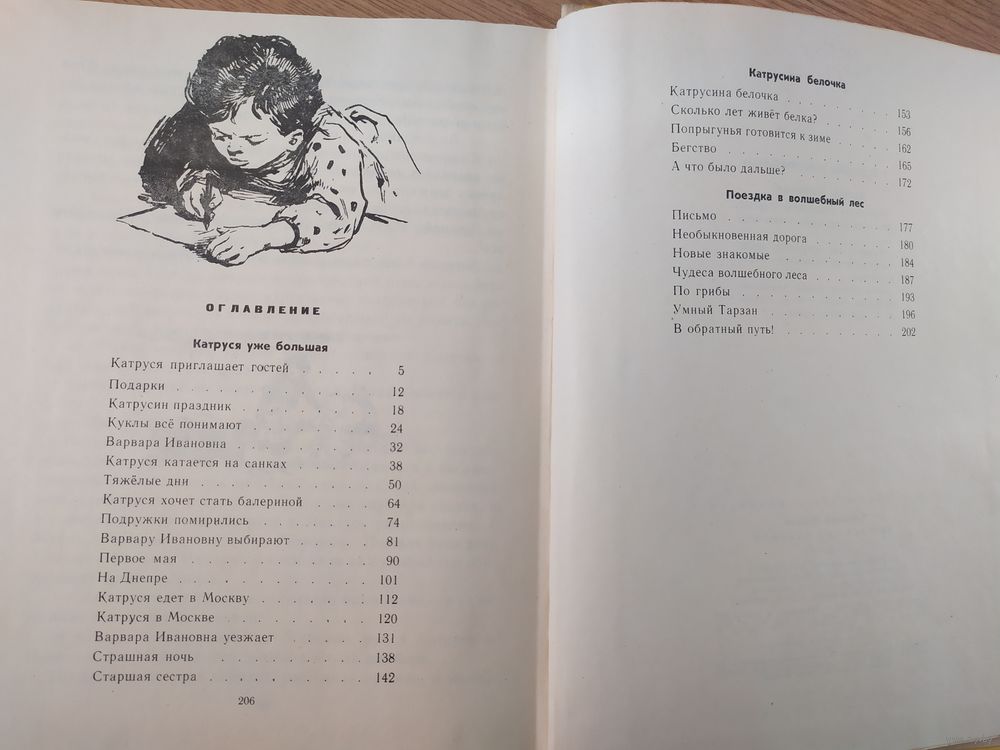 ОГЛАВЛЕНИЕ
Катруся уже большая
Катруся приглашает гостей . . . . . 5
Подарки . . . . . . . . . . . 12
Катрусин праздник . . . . . . . . 18
Куклы всё понимают . . . . . . . 24
Варвара Ивановна . . . . . . . . 32
Катруся катается на санках . . . . . 38
Тяжёлые дни . . . . . . . . . . 50
Катруся хочет стать балериной . . . . 64
Подружки помирились . . . . . . . 74
Варвару Ивановну выбирают . . . . . 81
Первое мая . . . . . . . . . . 90
На Днепре . . . . . . . . . . . 101
Катруся едет в Москву . . . . . . . 112
Катруся в Москве . . . . . . . . 120
Варвара Ивановна уезжает . . . . . 131
Страшная ночь . . . . . . . . . 138
Старшая сестра . . . . . . . . . 142
206
Катрусина белочка
Катрусина белочка . . . . . . . 153
Сколько лет живёт белка? . . . . . 156
Попрыгунья готовится к зиме . . . . 162
Бегство . . . . . . . . . . 165
А что было дальше? . . . . . . . 172
Поездка в волшебный лес
Письмо . . . . . . . . . . 177
Необыкновенная дорога . . . . . . 180
Новые знакомые . . . . . . . . 184
Чудеса волшебного леса . . . . . . 187
По грибы . . . . . . . . . . 193
Умный Тарзан . . . . . . . . . 196
В обратный путь! . . . . . . . . 202